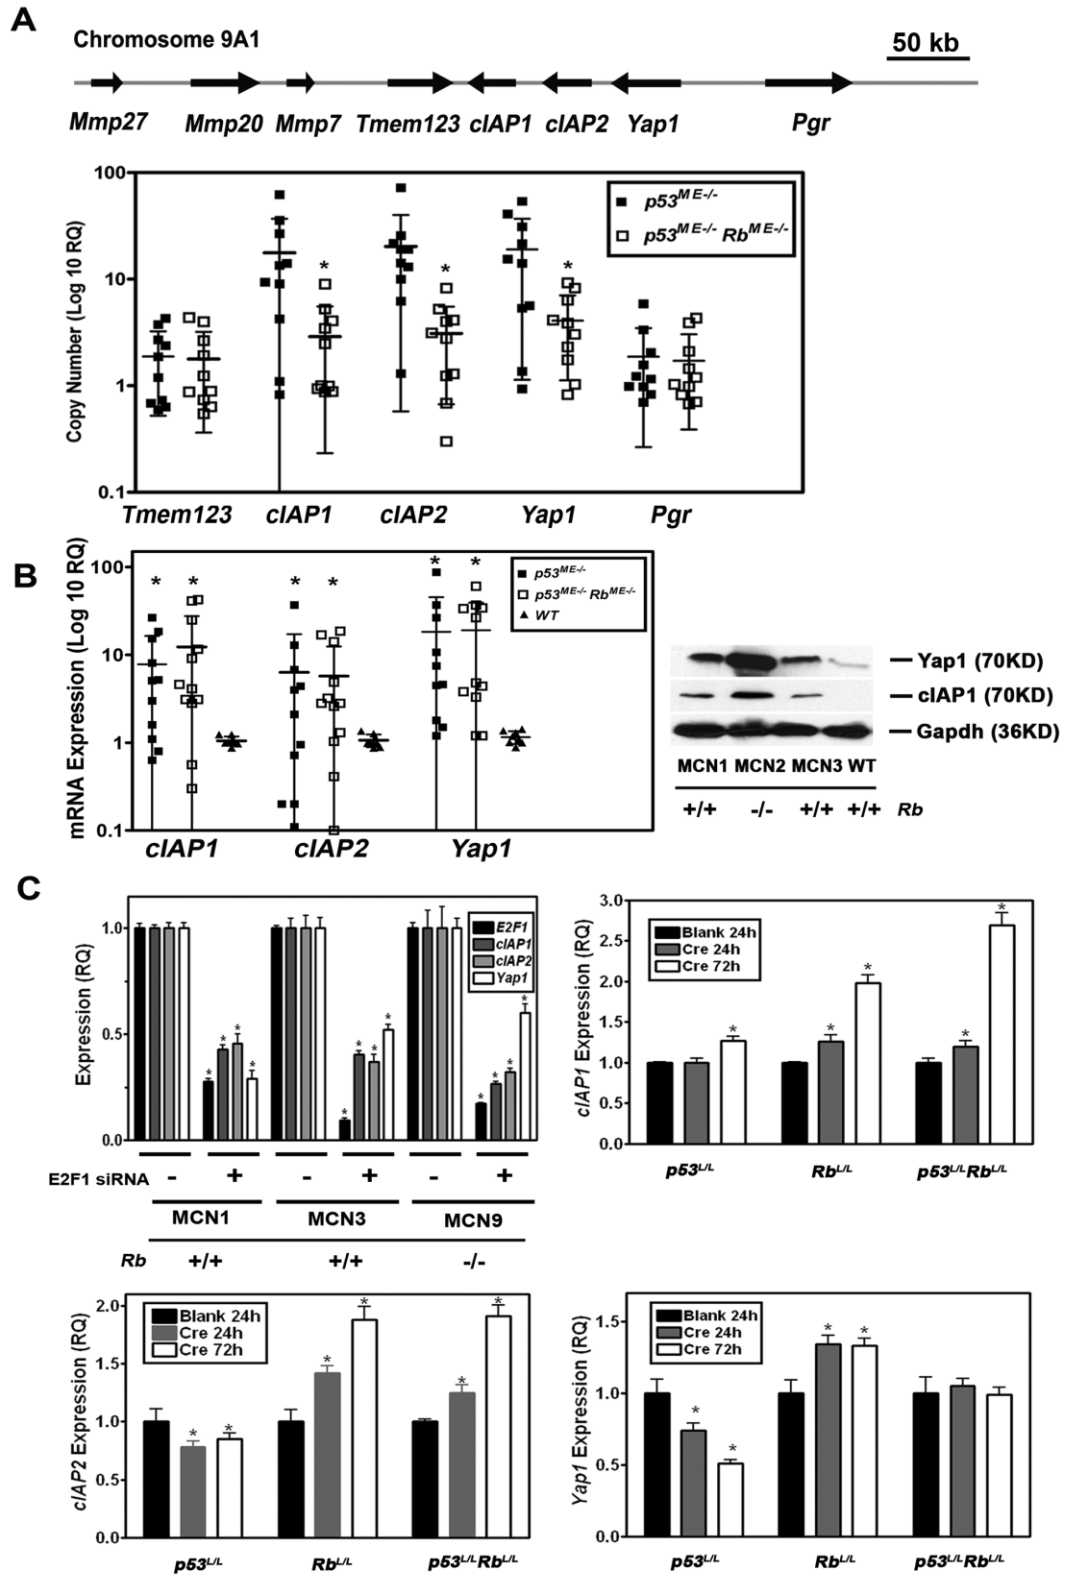 A
Chromosome 9A1
50 kb
Mmp27 Mmp20 Mmp7 Tmem123 cIAP1 cIAP2 Yap1 Pgr
Copy Number (Log 10 RQ)
100
10
1
0.1
p53ME-/-
p53ME-/- RbME-/-
* * *
Tmem123 cIAP1 cIAP2 Yap1 Pgr
B
mRNA Expression (Log 10 RQ)
100
10
1
0.1
* * * * * *
p53ME-/-
p53ME-/- RbME-/-
WT
cIAP1 cIAP2 Yap1
Yap1 (70KD)
cIAP1 (70KD)
Gapdh (36KD)
MCN1 MCN2 MCN3 WT
+/+ -/- +/+ +/+ Rb
C
Expression (RQ)
1.0
0.5
0.0
E2F1
cIAP1
cIAP2
Yap1
* * * * * * * * * * * *
E2F1 siRNA - + - + - +
MCN1 MCN3 MCN9
Rb +/+ +/+ -/-
cIAP1 Expression (RQ)
3.0
2.5
2.0
1.5
1.0
0.5
0.0
Blank 24h
Cre 24h
Cre 72h
* * * * *
p53L/L RbL/L p53L/LRbL/L
cIAP2 Expression (RQ)
2.0
1.5
1.0
0.5
0.0
Blank 24h
Cre 24h
Cre 72h
* * * * * *
p53L/L RbL/L p53L/LRbL/L
Yap1 Expression (RQ)
1.5
1.0
0.5
0.0
Blank 24h
Cre 24h
Cre 72h
* * * *
p53L/L RbL/L p53L/LRbL/L